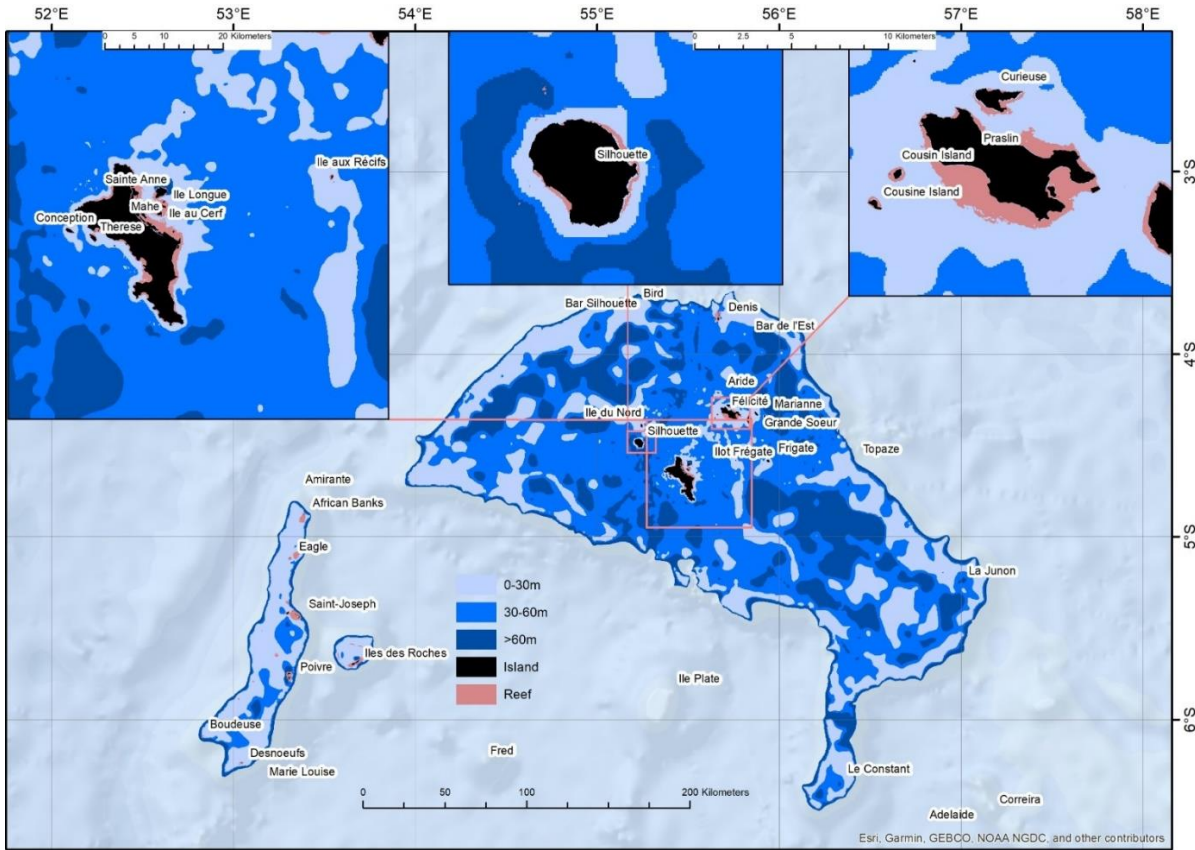 52°E
53°E
54°E
55°E
56°E
57°E
58°E
0 5 10 20 Kilometers
0 2.5 5 10 Kilometers
Curieuse
Praslin
Cousin Island
Cousine Island
Silhouette
Ile aux Récifs
Sainte Anne
Ile Longue
Mahe
Ile au Cerf
Conception
Therese
3°S
4°S
5°S
6°S
Bird
Bar Silhouette
Denis
Bar de l'Est
Aride
Félicité
Marianne
Ile du Nord
Grande Soeur
Silhouette
Ilot Frégate
Frigate
Topaze
Amirante
African Banks
Eagle
La Junon
Saint-Joseph
Iles des Roches
Poivre
Ile Plate
Boudeuse
Desnoeufs
Marie Louise
Fred
Le Constant
Correira
Adelaide
0-30m
30-60m
>60m
Island
Reef
0 50 100 200 Kilometers
Esri, Garmin, GEBCO, NOAA NGDC, and other contributors